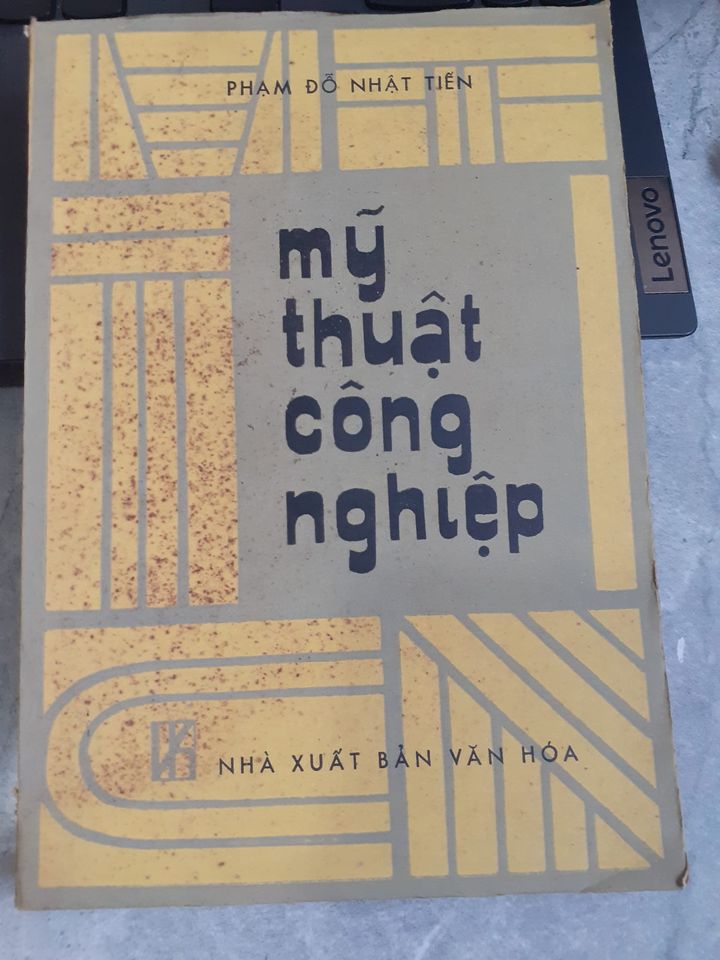 PHẠM ĐỖ NHẬT TIẾN
mỹ
thuật
công
nghiệp
NHÀ XUẤT BẢN VĂN HÓA
Lenovo